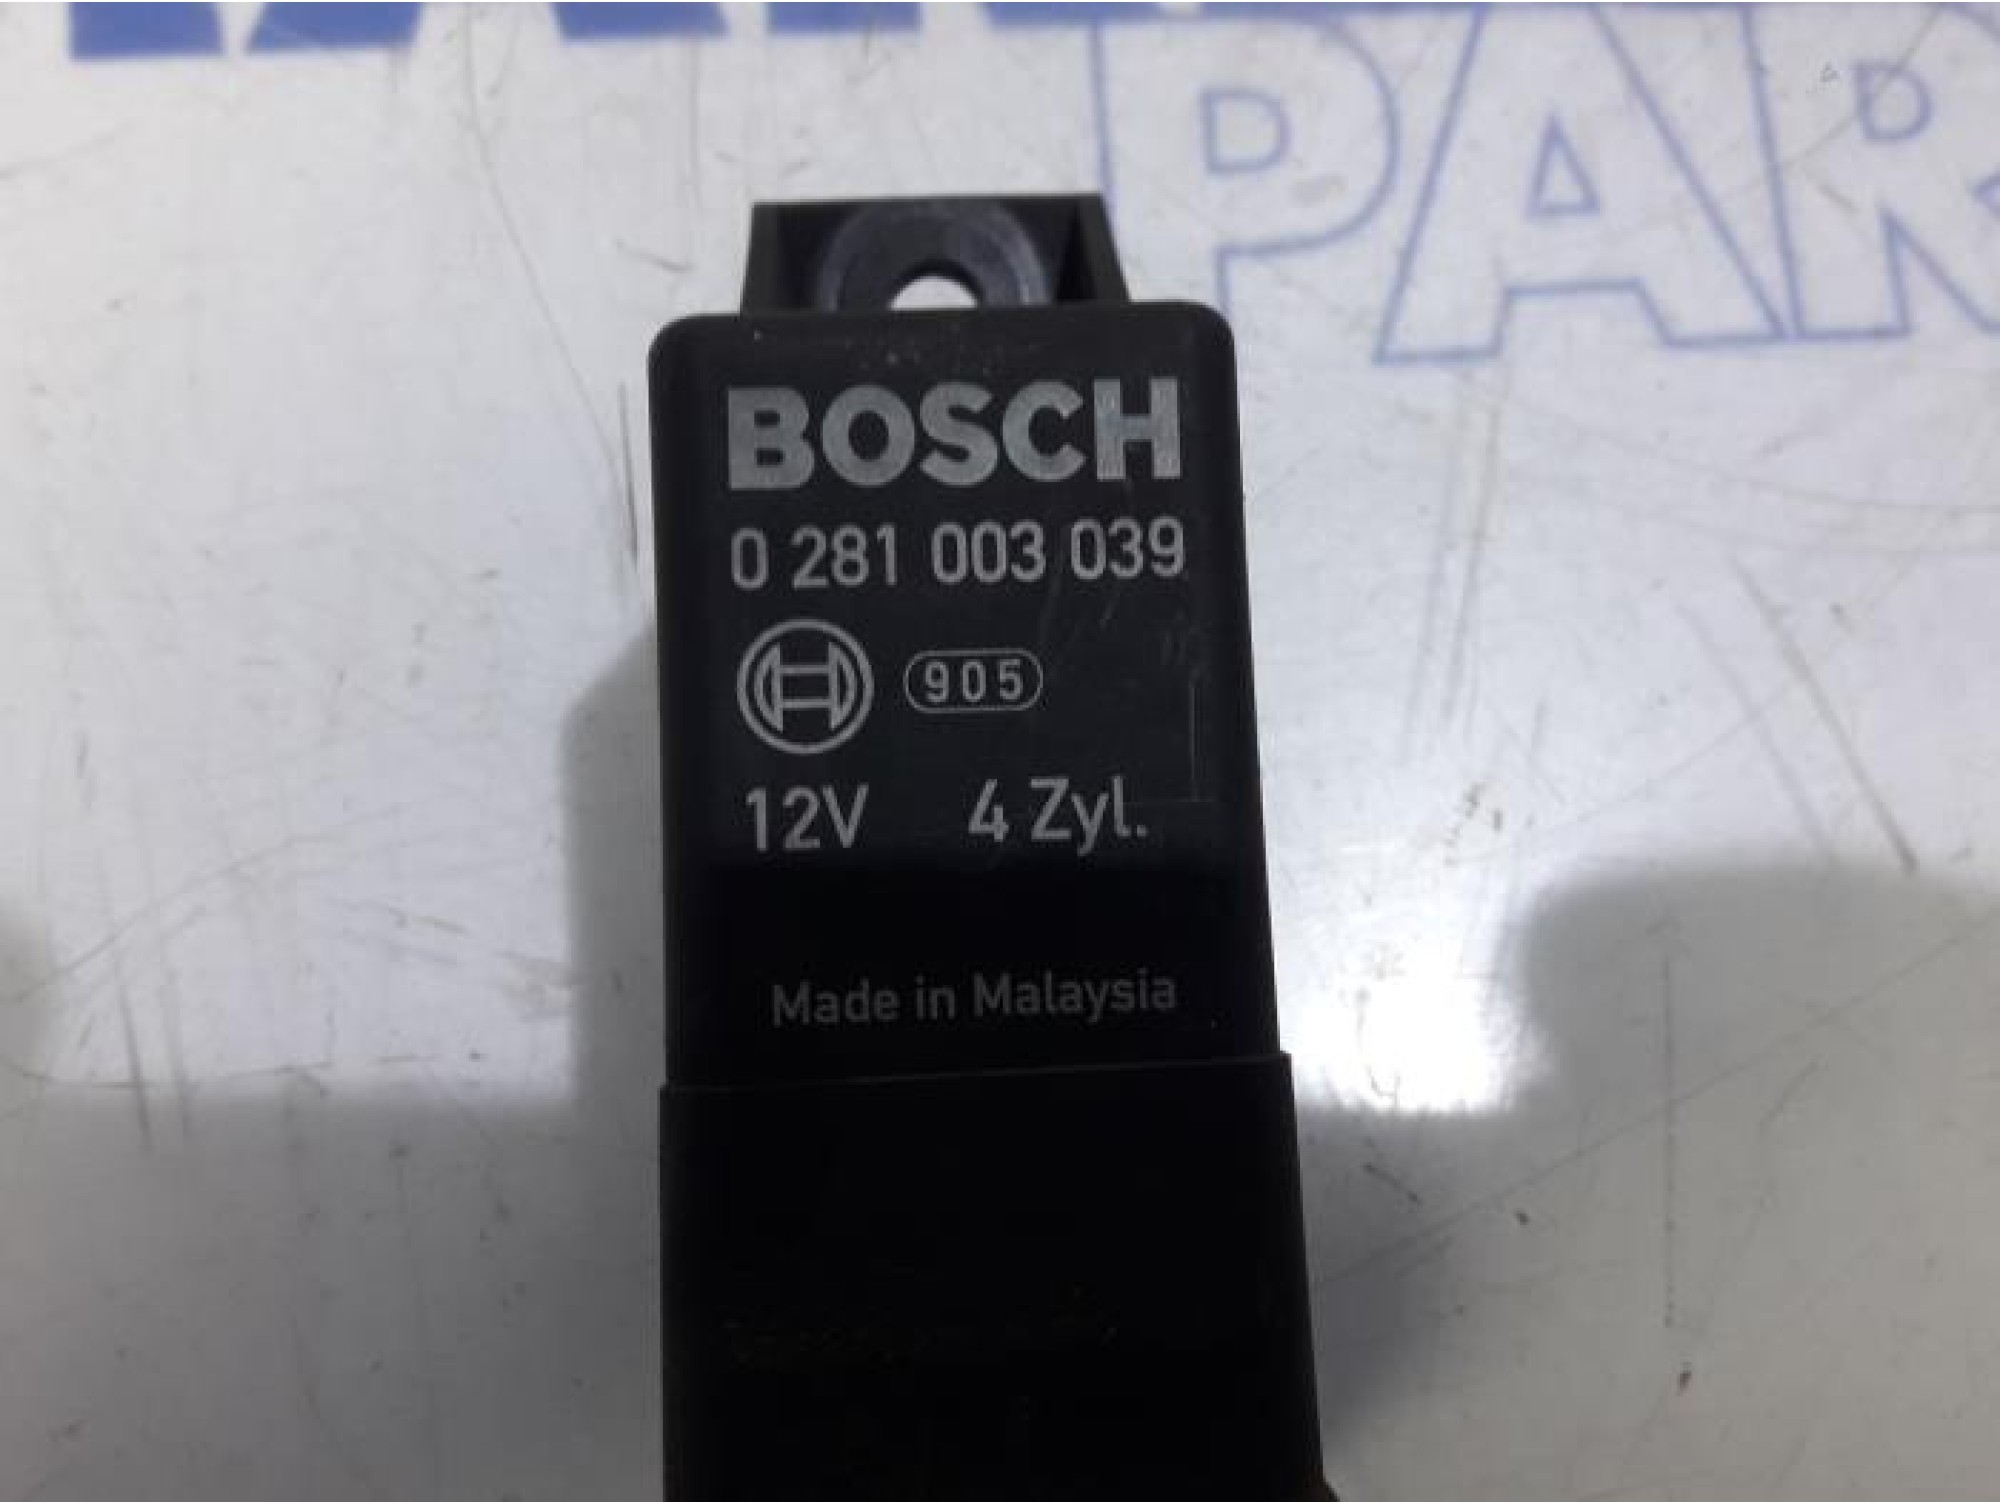 PAR
BOSCH
0 281 003 039
905
12V 4 Zyl.
Made in Malaysia